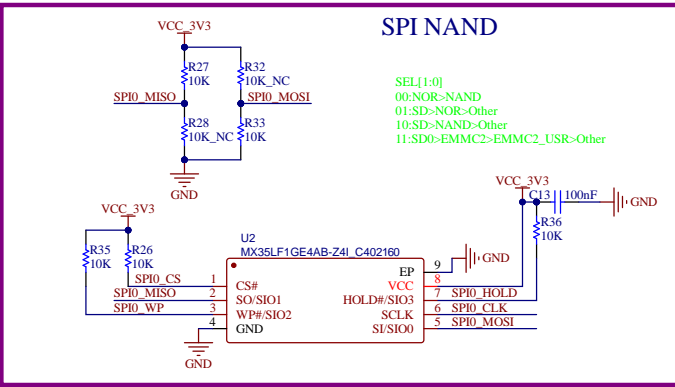 SPI NAND
VCC_3V3
R27
10K
R32
10K_NC
SPI0_MISO
SPI0_MOSI
R28
10K_NC
R33
10K
GND
SEL[1:0]
00:NOR>NAND
01:SD>NOR>Other
10:SD>NAND>Other
11:SD0>EMMC2>EMMC2_USR>Other
VCC_3V3
C13
100nF
GND
R36
10K
VCC_3V3
R35
10K
R26
10K
U2
MX35LF1GE4AB-Z4I_C402160
SPI0_CS 1 CS#
SPI0_MISO 2 SO/SIO1
SPI0_WP 3 WP#/SIO2
4 GND
GND
EP 9 GND
VCC 8
HOLD#/SIO3 7 SPI0_HOLD
SCLK 6 SPI0_CLK
SI/SIO0 5 SPI0_MOSI